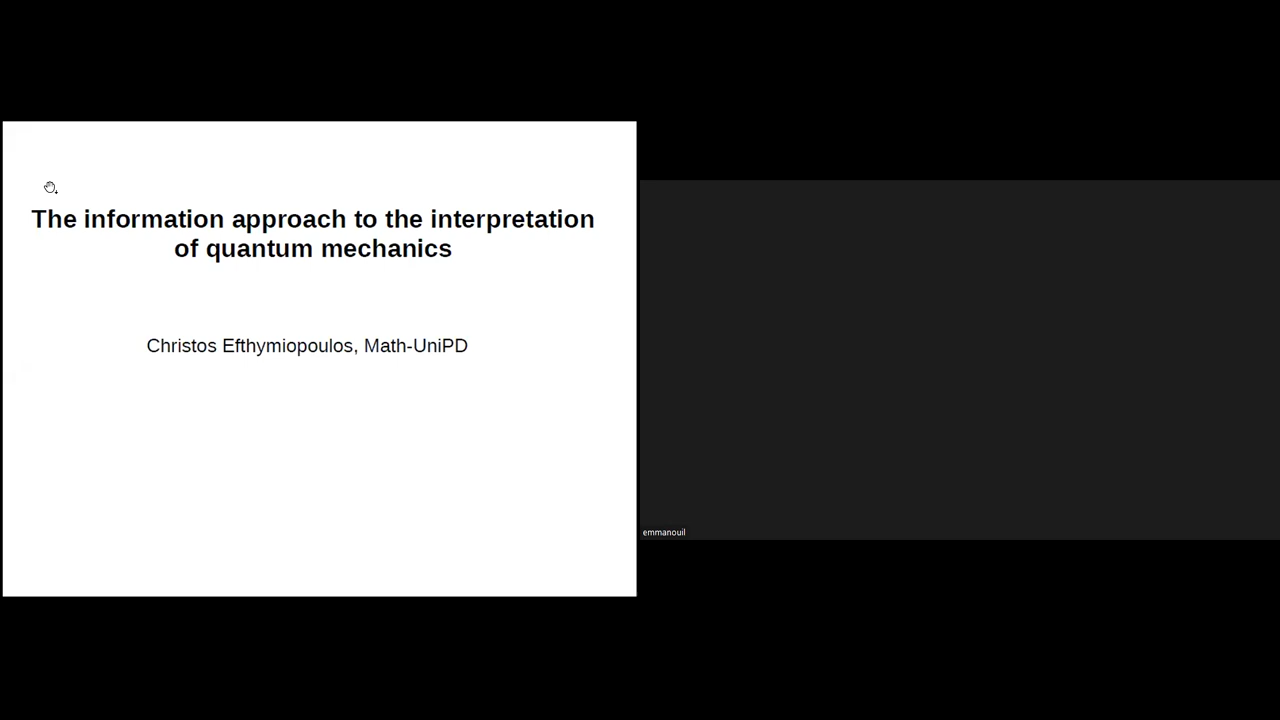 The information approach to the interpretation
of quantum mechanics
Christos Efthymiopoulos, Math-UniPD
emmanouil